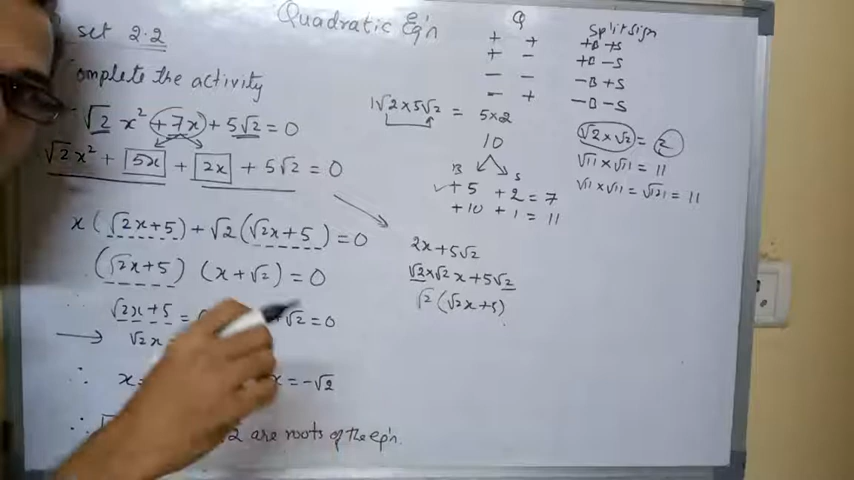 Quadratic Eq'n
set 2.2
omplete the activity
√2 x² + 7x + 5√2 = 0
√2x² + 5x + 2x + 5√2 = 0
x (√2x+5) + √2(√2x+5) = 0
(√2x+5) (x+√2) = 0
√2x + 5 = √2 = 0
√2x
∴ x = x = -√2
∴ 2 are roots of the eq'n.
1√2 × 5√2 = 5×2
10
B S
✓ +5 +2 = 7
+10 +1 = 11
2x + 5√2
√2×√2 x + 5√2
√2 (√2x+5)
Q
+ +
+ -
- -
- +
Split sign
+B +S
+B -S
-B +S
-B -S
√2 × √2 = 2
√11 × √11 = 11
√11 × √11 = √121 = 11